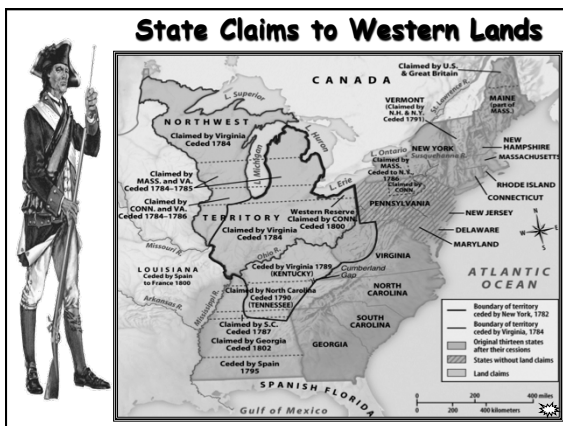 State Claims to Western Lands
Claimed by U.S.
& Great Britain
CANADA
L. Superior
St. Lawrence R.
MAINE
(part of
MASS.)
VERMONT
(Claimed by
N.H. & N.Y.
Ceded 1791)
NORTHWEST
Claimed by Virginia
Ceded 1784
Huron
Michigan
NEW
HAMPSHIRE
NEW YORK
L. Ontario
MASSACHUSETTS
Claimed by
MASS.
Ceded to N.Y.
1786
Susquehanna R.
Claimed by
MASS. and VA.
Ceded 1784–1785
Claimed by
CONN.
L. Erie
RHODE ISLAND
CONNECTICUT
Claimed by
CONN. and VA.
Ceded 1784–1786
PENNSYLVANIA
TERRITORY
Western Reserve
Claimed by CONN.
Ceded 1800
NEW JERSEY
Claimed by Virginia
1784
DELAWARE
MARYLAND
N
W
E
S
Missouri R.
Ohio R.
VIRGINIA
LOUISIANA
Ceded by Spain
to France 1800
Ceded by Virginia 1789
(KENTUCKY)
Cumberland
Gap
ATLANTIC
OCEAN
Arkansas R.
Mississippi R.
Claimed by North Carolina
Ceded 1790
(TENNESSEE)
NORTH
CAROLINA
Claimed by S.C.
Ceded 1787
Claimed by Georgia
Ceded 1802
SOUTH
CAROLINA
GEORGIA
Ceded by Spain
1795
SPANISH FLORIDA
Gulf of Mexico
Boundary of territory
ceded by New York, 1782
Boundary of territory
ceded by Virginia, 1784
Original thirteen states
after their cessions
States without land claims
Land claims
0
200
400 miles
0
200
400 kilometers